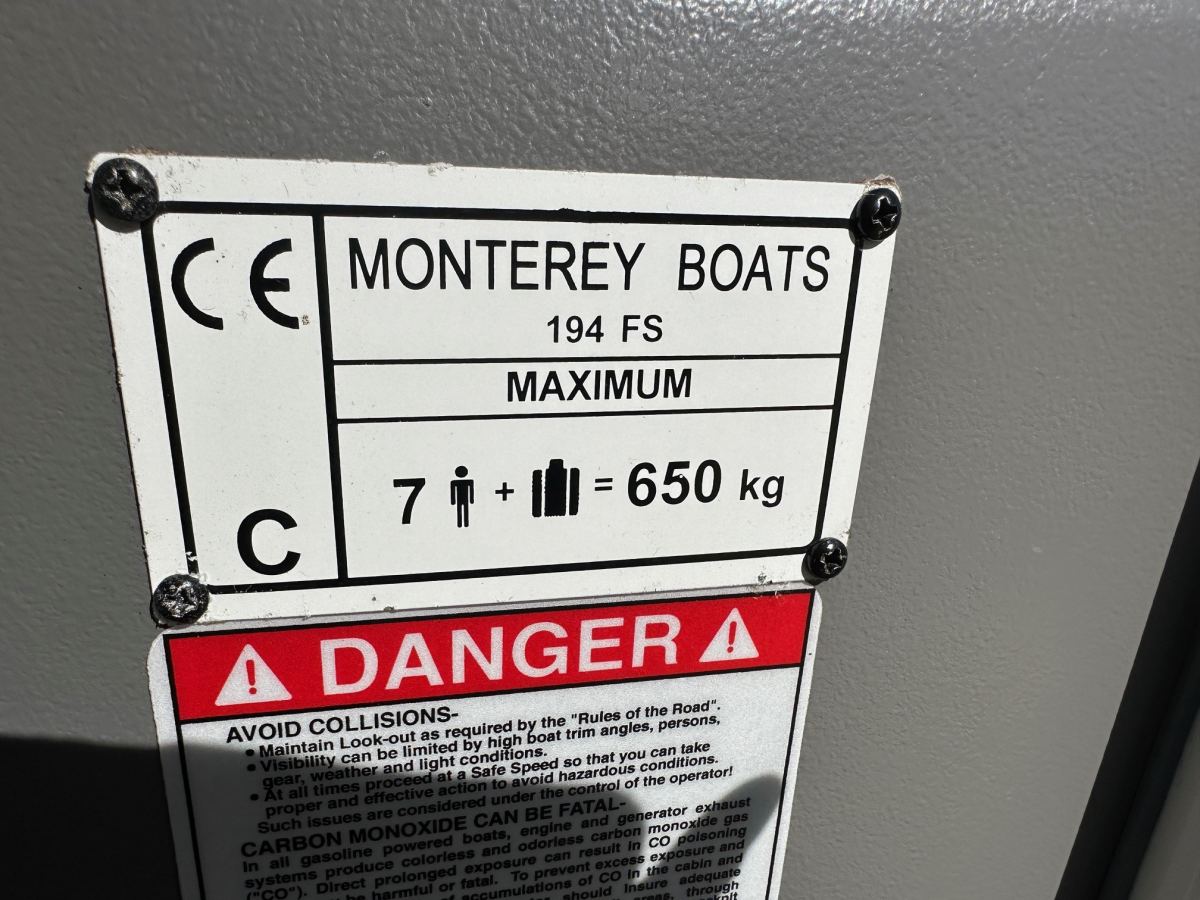 CE
MONTEREY BOATS
194 FS
MAXIMUM
7 + = 650 kg
C
DANGER
AVOID COLLISIONS-
• Maintain Look-out as required by the "Rules of the Road".
• Visibility can be limited by high boat trim angles, persons,
gear, weather and light conditions.
• At all times proceed at a Safe Speed so that you can take
proper and effective action to avoid hazardous conditions.
Such issues are considered under the control of the operator!
CARBON MONOXIDE CAN BE FATAL-
In all gasoline powered boats, engine and generator exhaust
systems produce colorless and odorless carbon monoxide gas
("CO"). Direct prolonged exposure can result in CO poisoning
be harmful or fatal. To prevent excess exposure and
accumulations of CO in the cabin and
should insure adequate
areas, through